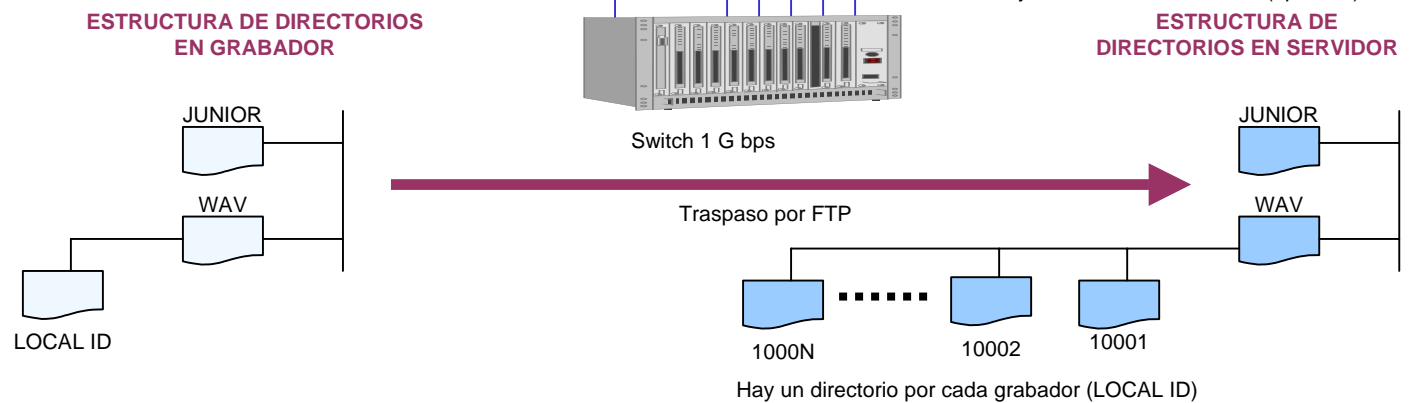 ESTRUCTURA DE DIRECTORIOS
EN GRABADOR
ESTRUCTURA DE
DIRECTORIOS EN SERVIDOR
JUNIOR
WAV
LOCAL ID
Switch 1 G bps
Traspaso por FTP
JUNIOR
WAV
1000N
10002
10001
Hay un directorio por cada grabador (LOCAL ID)